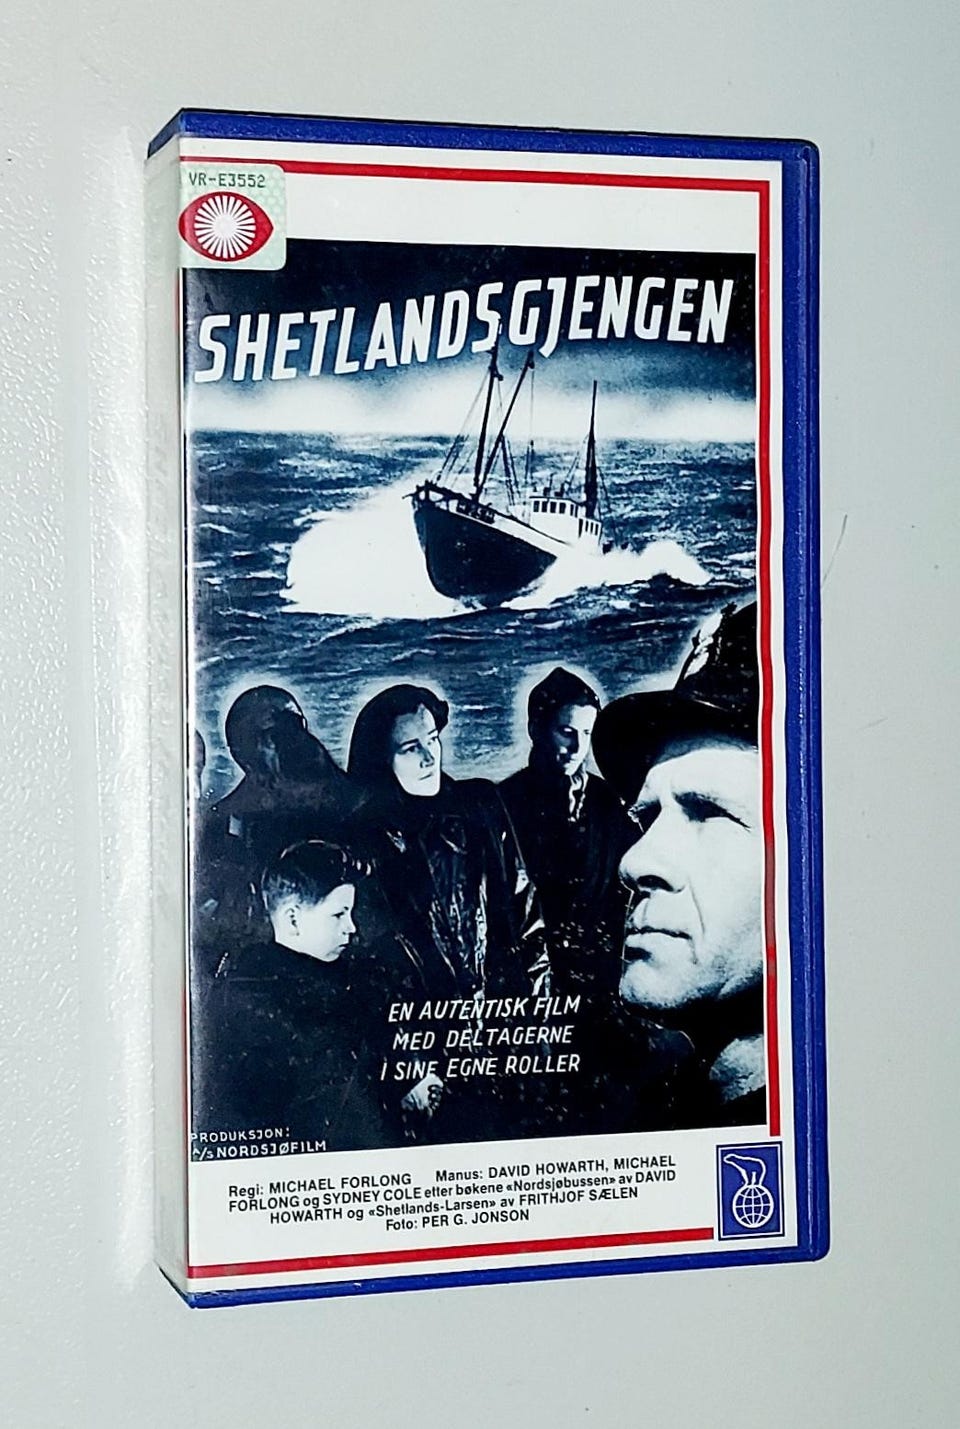 VR-E3552
SHETLANDSGJENGEN
EN AUTENTISK FILM
MED DELTAGERNE
I SINE EGNE ROLLER
PRODUKSJON:
A/S NORDSJØFILM
Regi: MICHAEL FORLONG Manus: DAVID HOWARTH, MICHAEL
FORLONG og SYDNEY COLE etter bøkene «Nordsjøbussen» av DAVID
HOWARTH og «Shetlands-Larsen» av FRITHJOF SÆLEN
Foto: PER G. JONSON